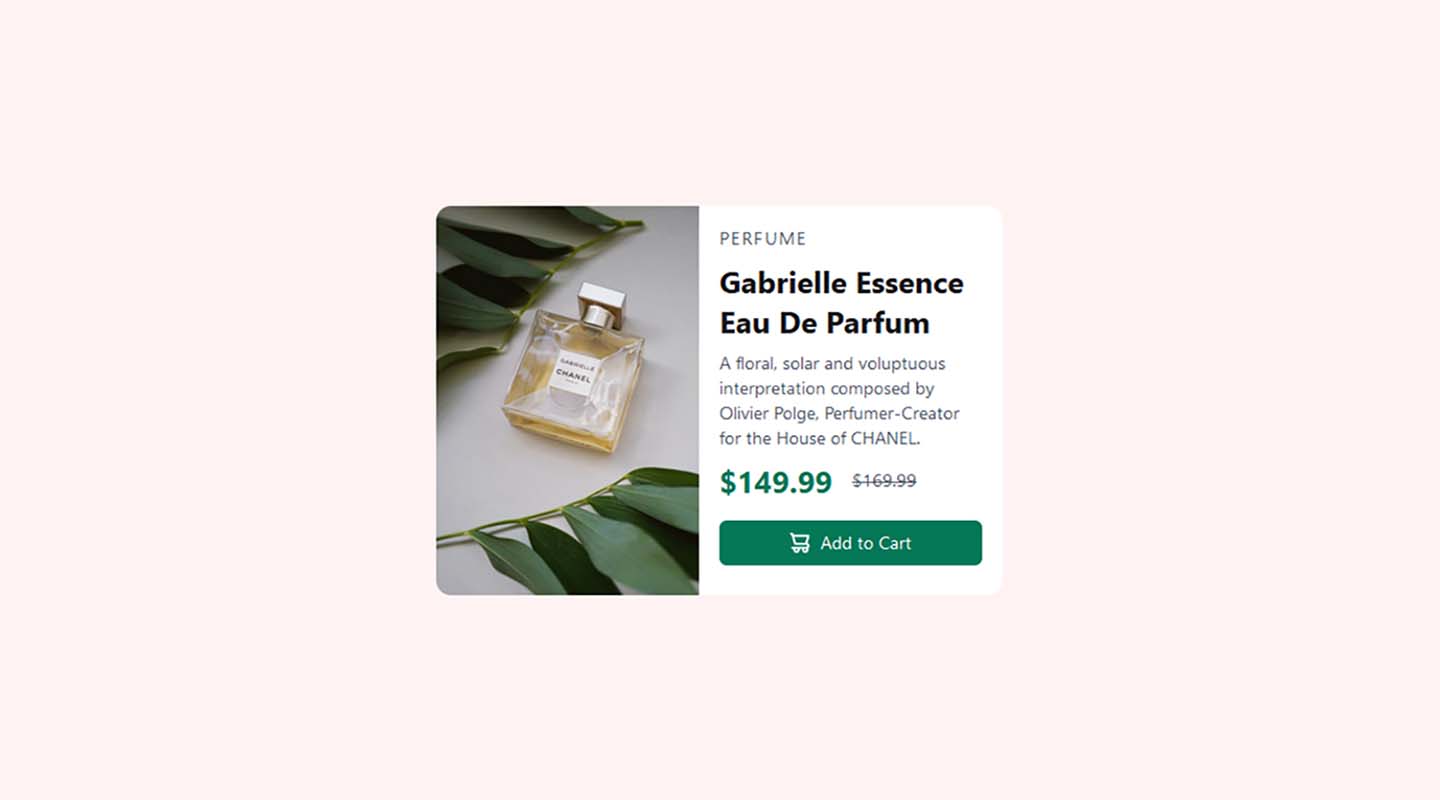 GABRIELLE
CHANEL
PERFUME
Gabrielle Essence
Eau De Parfum
A floral, solar and voluptuous
interpretation composed by
Olivier Polge, Perfumer-Creator
for the House of CHANEL.
$149.99 $169.99
Add to Cart